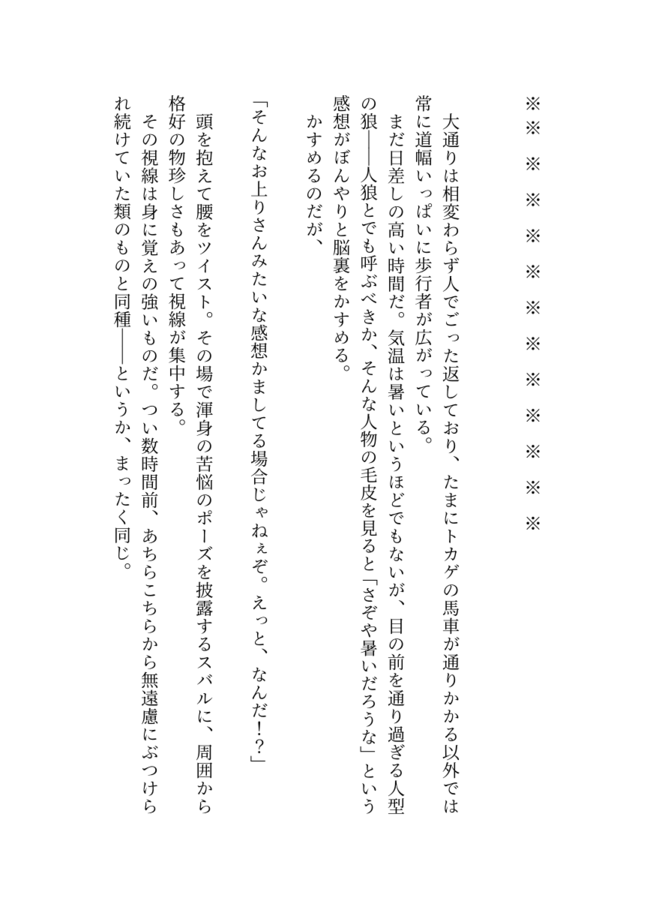 ※※　※　※　※　※　※　※　※　※　※　※　※
　大通りは相変わらず人でごった返しており、たまにトカゲの馬車が通りかかる以外では
常に道幅いっぱいに歩行者が広がっている。
　まだ日差しの高い時間だ。気温は暑いというほどでもないが、目の前を通り過ぎる人型
の狼――人狼とでも呼ぶべきか、そんな人物の毛皮を見ると「さぞや暑いだろうな」という
感想がぼんやりと脳裏をかすめる。
　かすめるのだが、
「そんなお上りさんみたいな感想かましてる場合じゃねぇぞ。えっと、なんだ！？」
　頭を抱えて腰をツイスト。その場で渾身の苦悩のポーズを披露するスバルに、周囲から
格好の物珍しさもあって視線が集中する。
　その視線は身に覚えの強いものだ。つい数時間前、あちらこちらから無遠慮にぶつけら
れ続けていた類のものと同種――というか、まったく同じ。